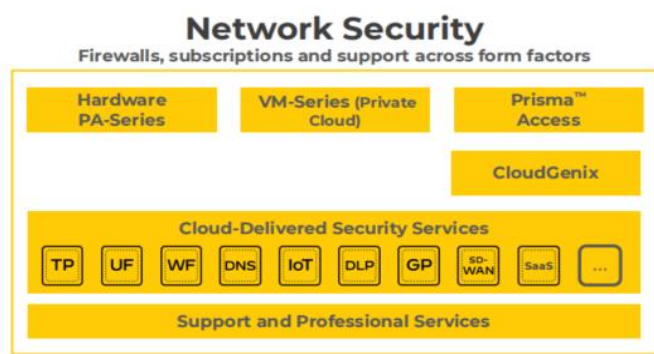 Network Security
Firewalls, subscriptions and support across form factors
Hardware
PA-Series
VM-Series (Private
Cloud)
Prisma™
Access
CloudGenix
Cloud-Delivered Security Services
TP UF WF DNS IoT DLP GP SD-
WAN SaaS ...
Support and Professional Services